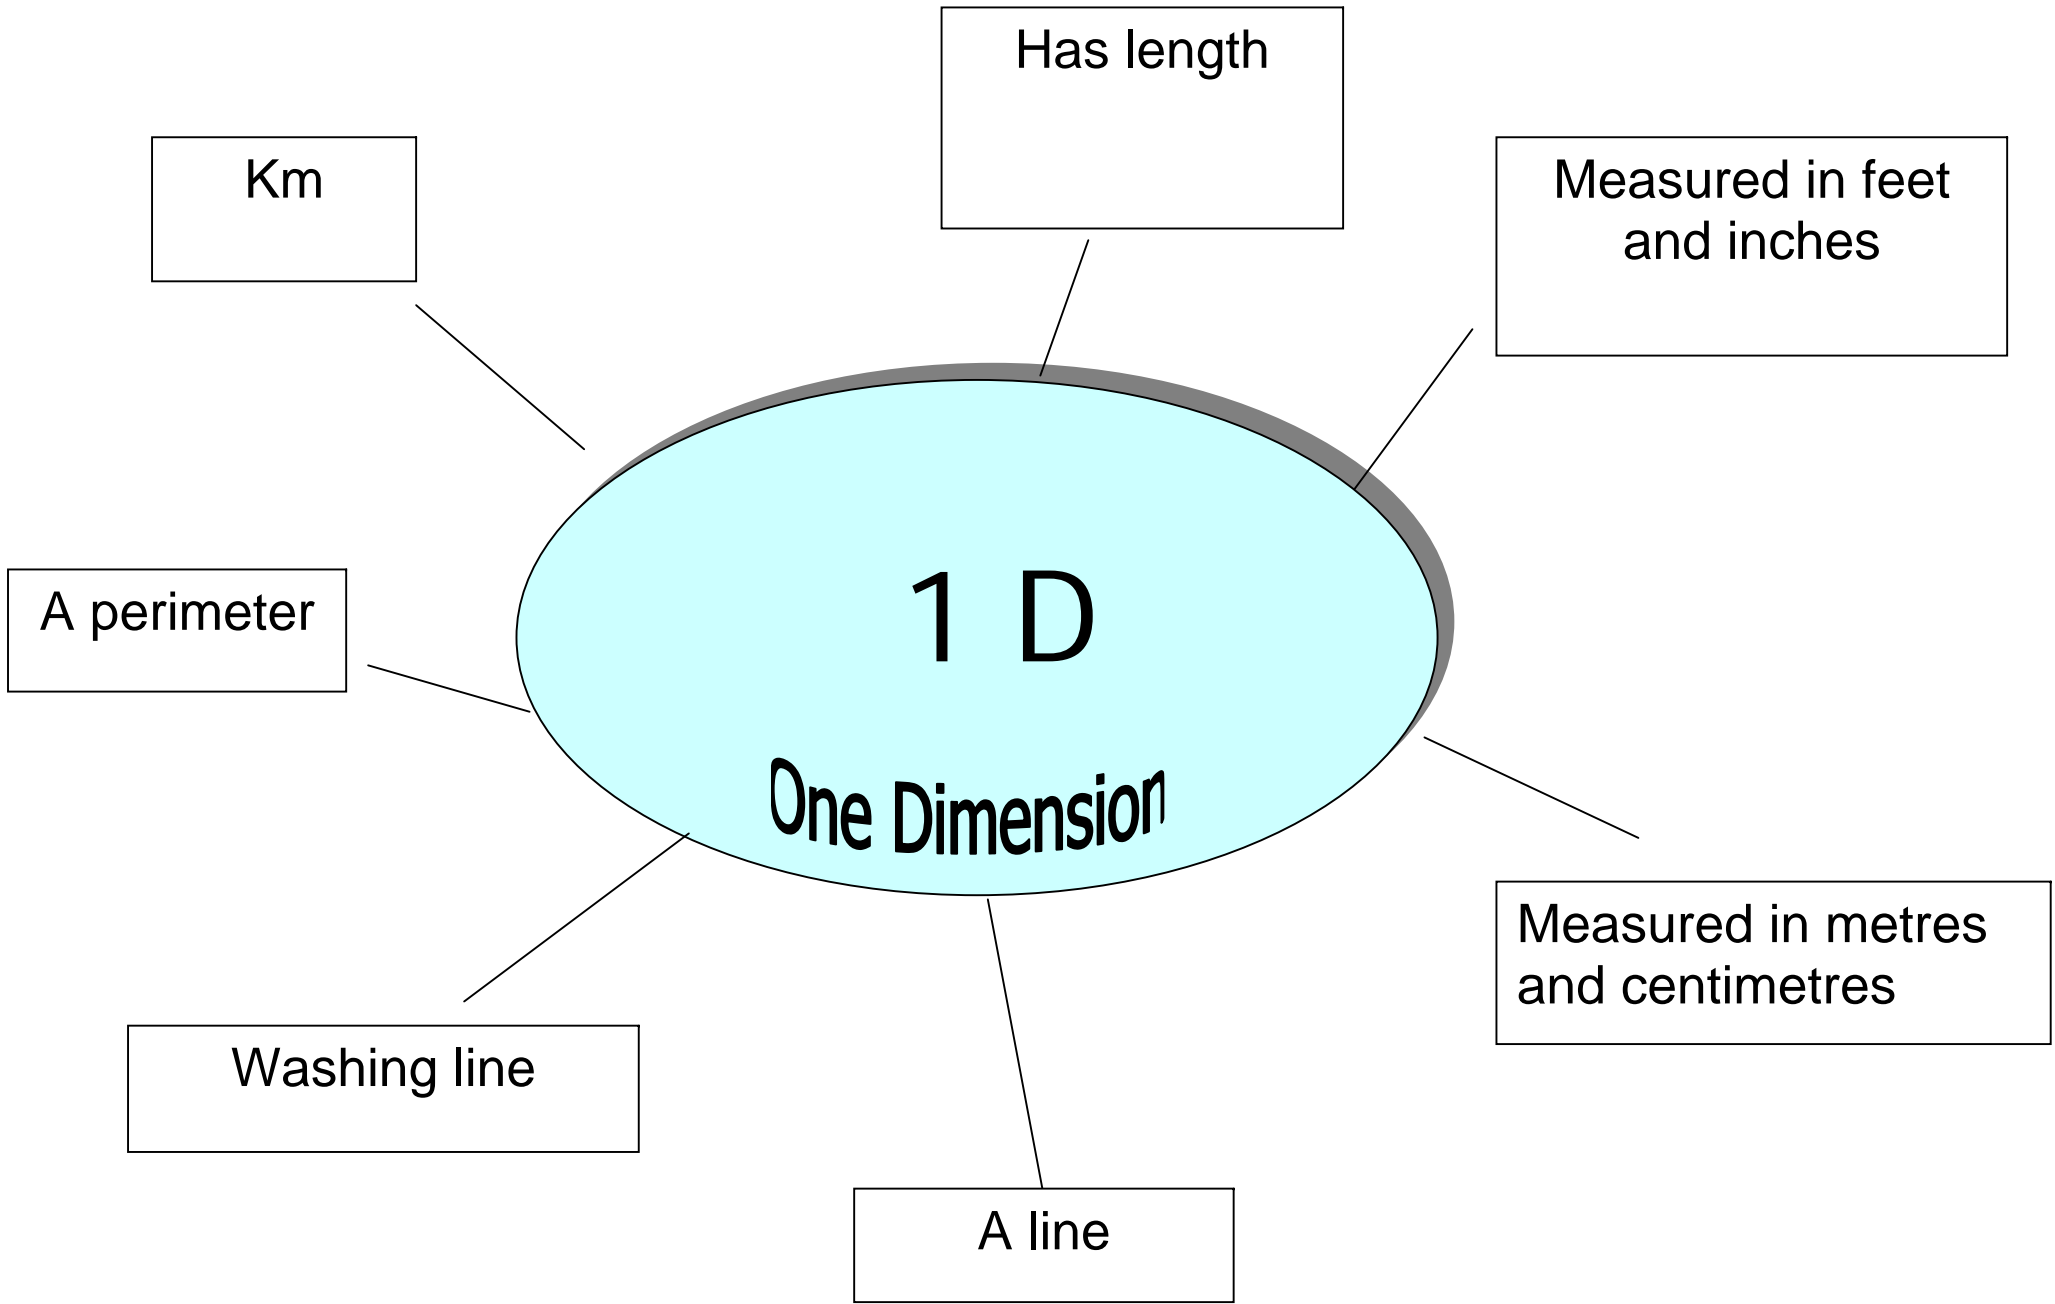 Has length
Km
Measured in feet
and inches
A perimeter
1 D
One Dimension
Measured in metres
and centimetres
Washing line
A line